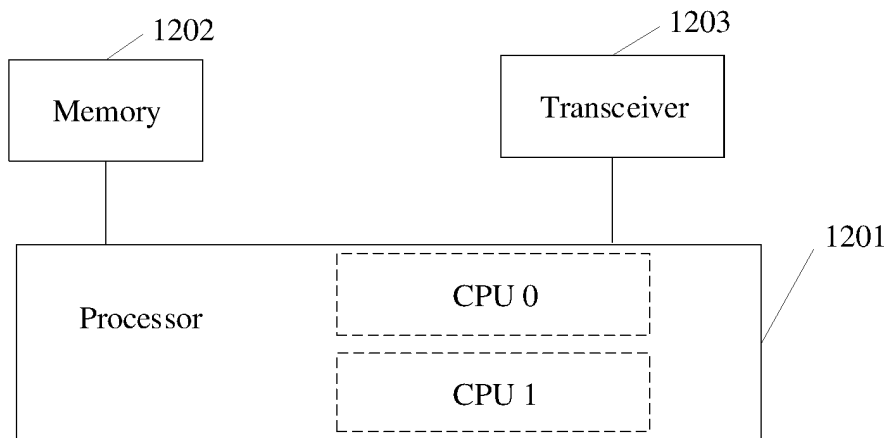 1202
1203
Memory
Transceiver
1201
CPU 0
Processor
CPU 1